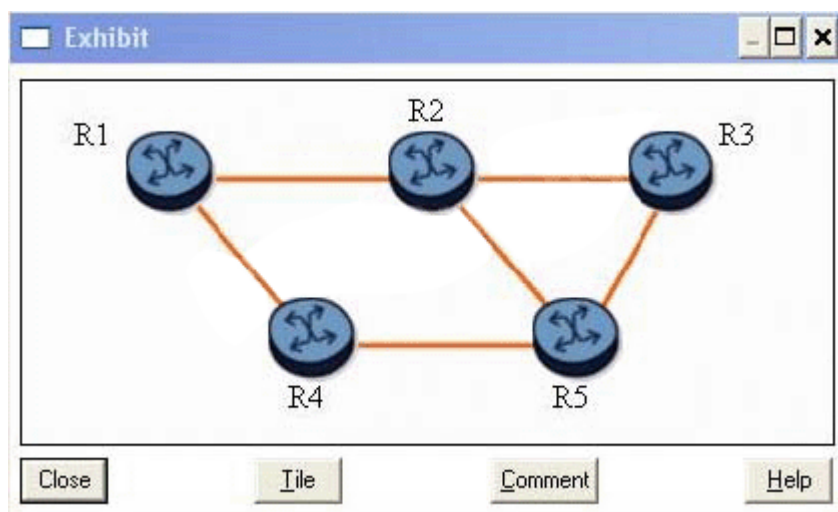 Exhibit
R1
R2
R3
R4
R5
Close
Tile
Comment
Help